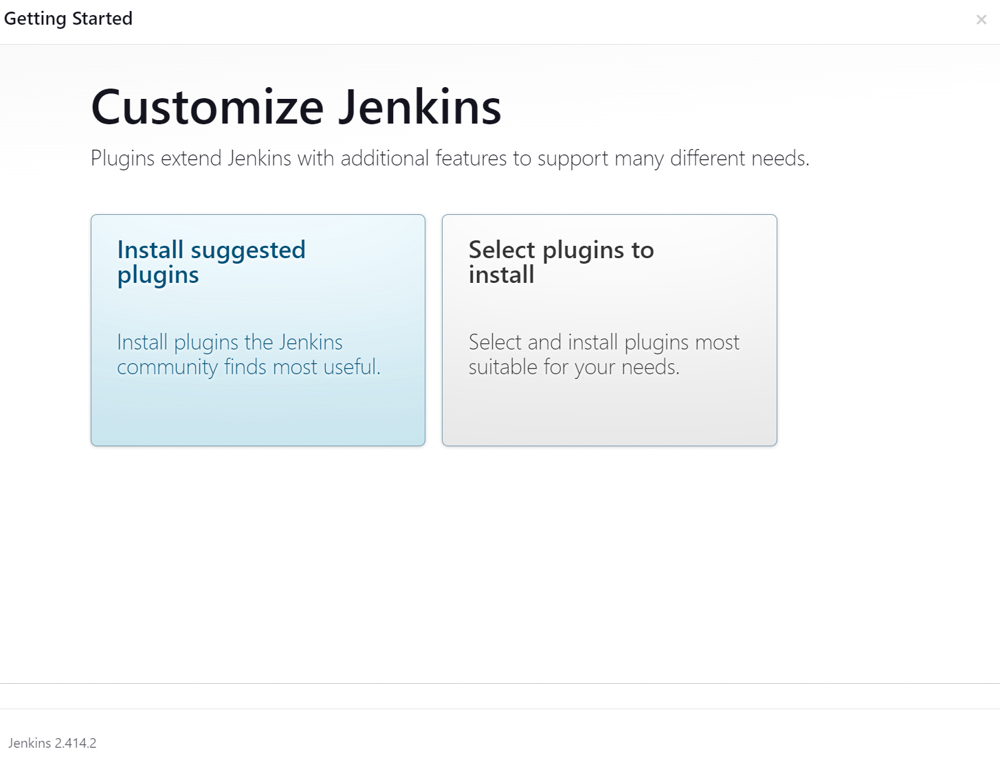 Getting Started
×
Customize Jenkins
Plugins extend Jenkins with additional features to support many different needs.
Install suggested
plugins
Install plugins the Jenkins
community finds most useful.
Select plugins to
install
Select and install plugins most
suitable for your needs.
Jenkins 2.414.2